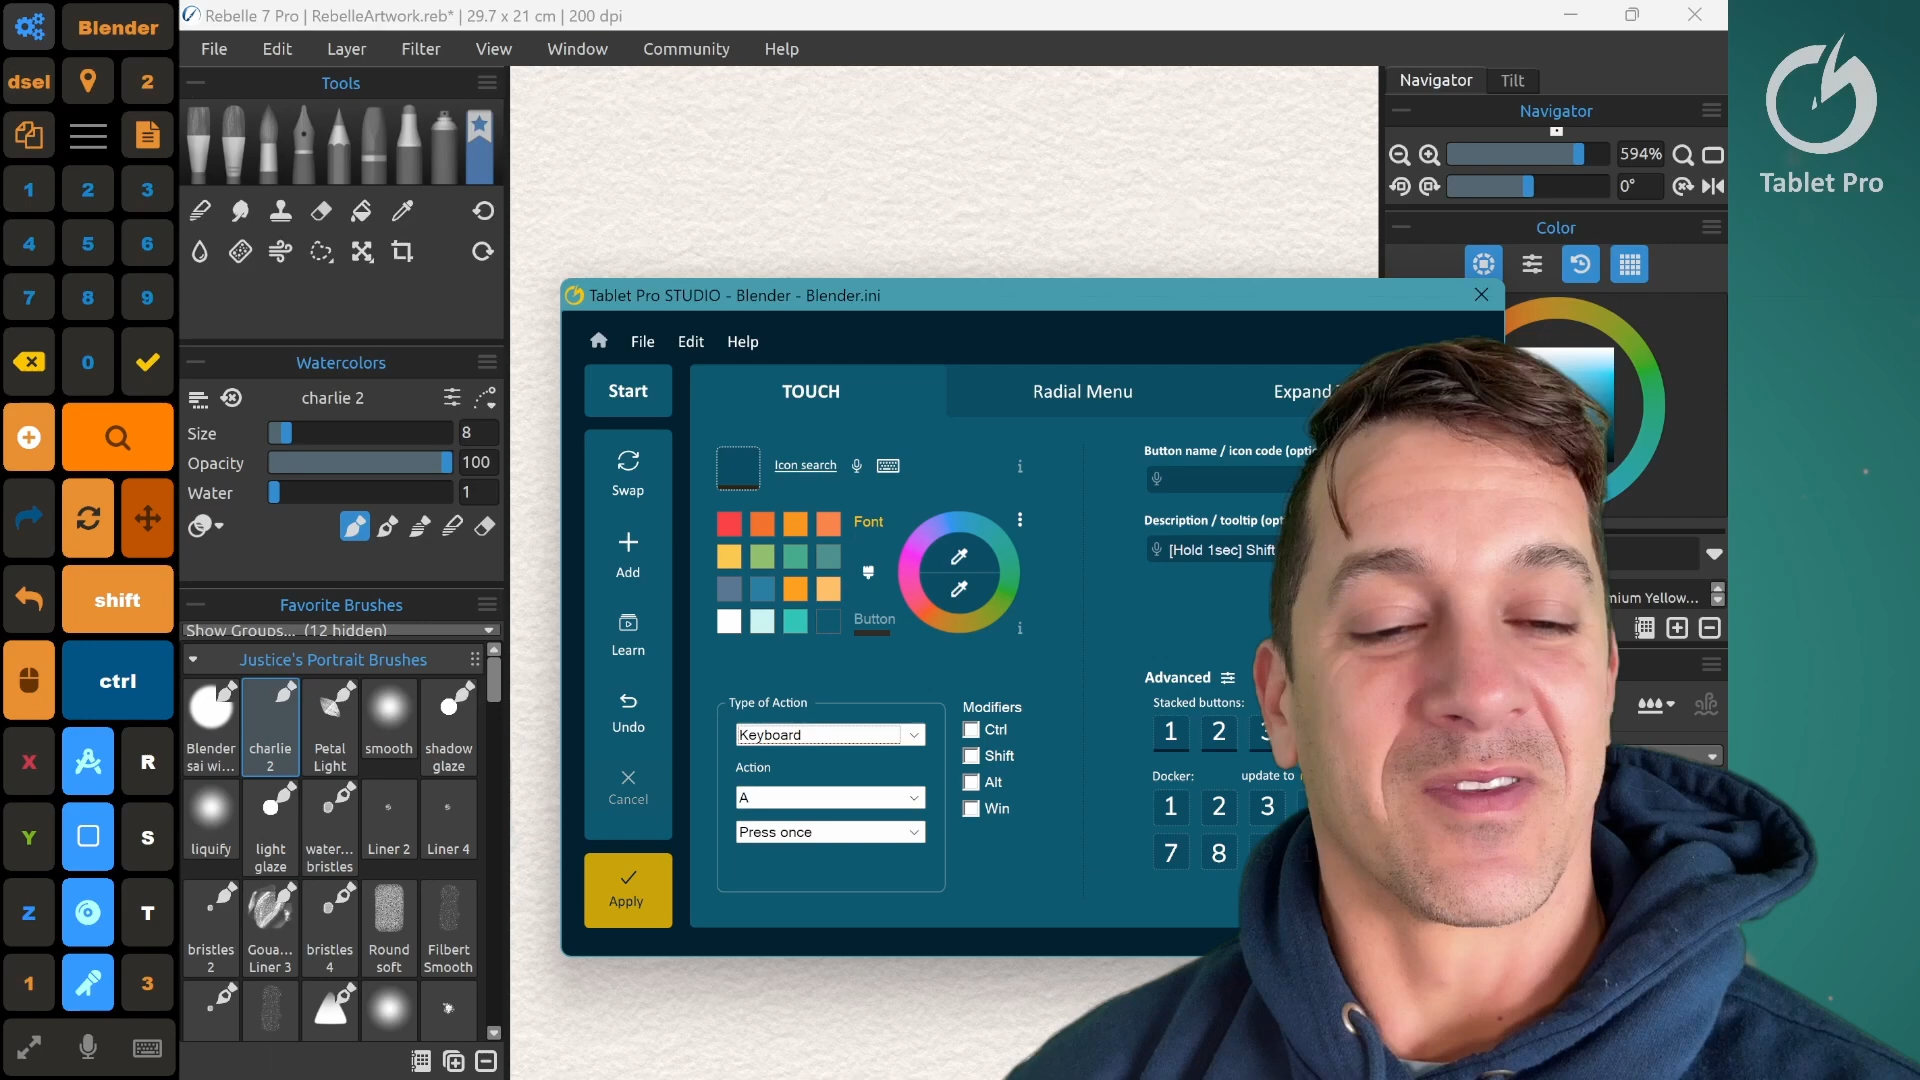 Blender
dsel
2
1 2 3
4 5 6
7 8 9
0
shift
ctrl
X R
Y S
Z T
1 3
Rebelle 7 Pro | RebelleArtwork.reb* | 29.7 x 21 cm | 200 dpi
File Edit Layer Filter View Window Community Help
Tools
Watercolors
charlie 2
Size 8
Opacity 100
Water 1
Favorite Brushes
Show Groups... (12 hidden)
Justice's Portrait Brushes
Blender
sai wi...
charlie
2
Petal
Light
smooth
shadow
glaze
liquify
light
glaze
water...
bristles
Liner 2
Liner 4
bristles
2
Goua...
Liner 3
bristles
4
Round
soft
Filbert
Smooth
Tablet Pro STUDIO - Blender - Blender.ini
File Edit Help
Start
Swap
Add
Learn
Undo
Cancel
Apply
TOUCH
Radial Menu
Expand
Icon search
Font
Button
Type of Action
Keyboard
Action
A
Press once
Modifiers
Ctrl
Shift
Alt
Win
Button name / icon code
Description / tooltip
[Hold 1sec] Shift
Advanced
Stacked buttons:
1 2 3
Docker: update to
1 2 3
7 8
Navigator Tilt
Navigator
594%
0°
Color
Yellow...
Tablet Pro